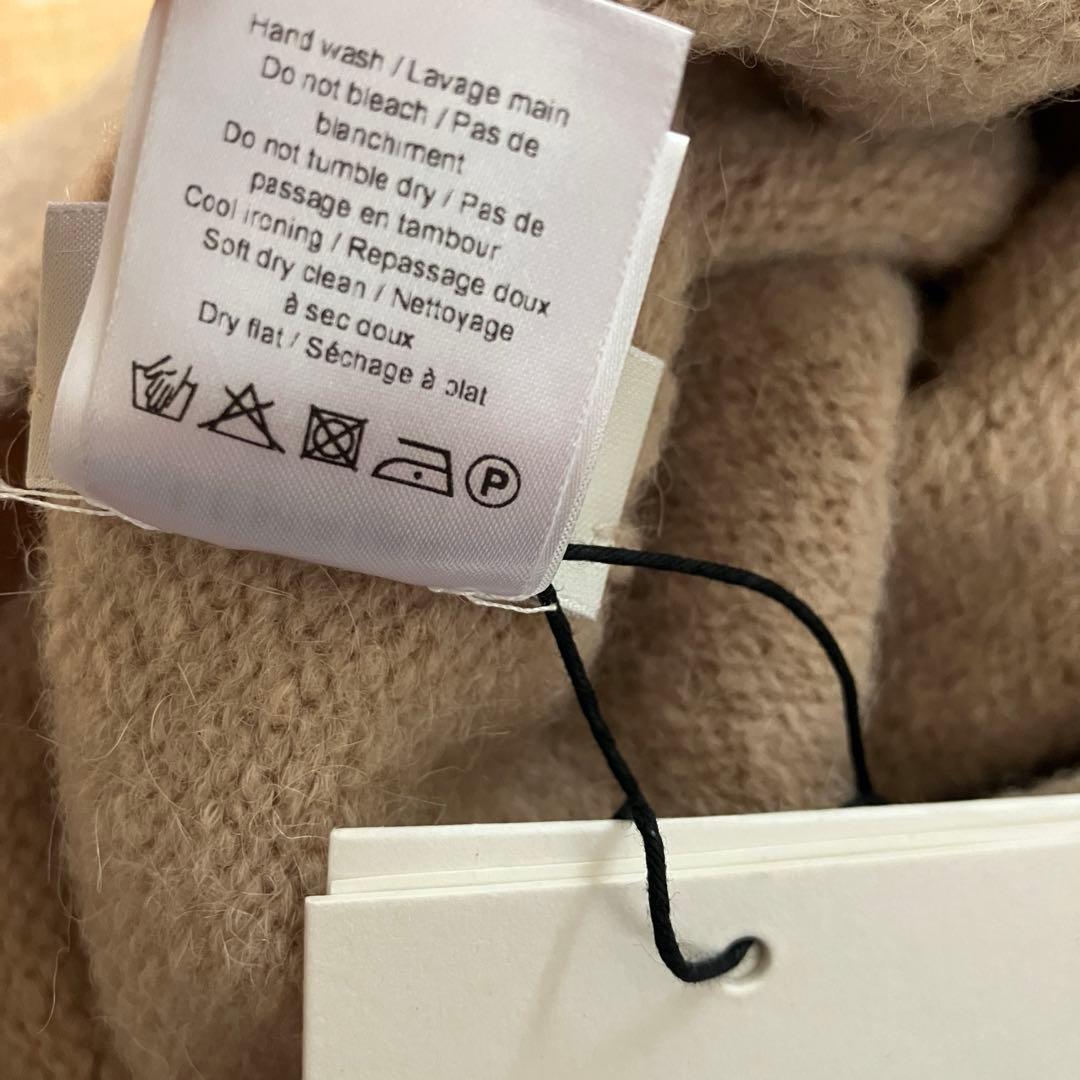 Hand wash / Lavage main
Do not bleach / Pas de
blanchiment
Do not tumble dry / Pas de
passage en tambour
Cool ironing / Repassage doux
Soft dry clean / Nettoyage
à sec doux
Dry flat / Séchage à plat
P